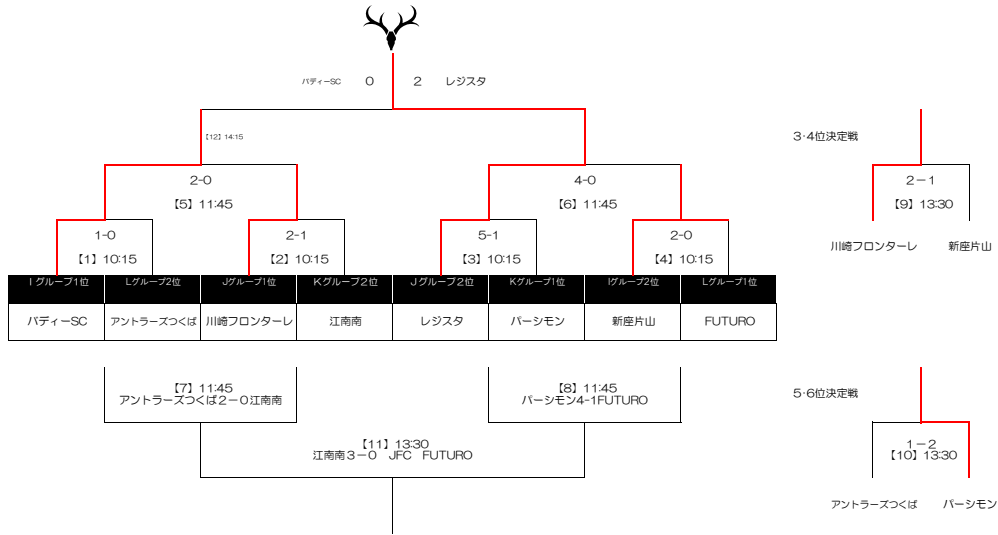 バディーSC 0 2 レジスタ
【12】14:15
3・4位決定戦
2-0 4-0 2－1
【5】11:45 【6】11:45 【9】13:30
1-0 2-1 5-1 2-0
川崎フロンターレ 新座片山
【1】10:15 【2】10:15 【3】10:15 【4】10:15
Iグループ1位 Lグループ2位 Jグループ1位 Kグループ2位 Jグループ2位 Kグループ1位 Iグループ2位 Lグループ1位
バディーSC アントラーズつくば 川崎フロンターレ 江南南 レジスタ パーシモン 新座片山 FUTURO
【7】11:45 【8】11:45
5・6位決定戦
アントラーズつくば２－０江南南 パーシモン4-1FUTURO
【11】13:30 1－2
江南南３－０　JFC　FUTURO 【10】13:30
アントラーズつくば パーシモン